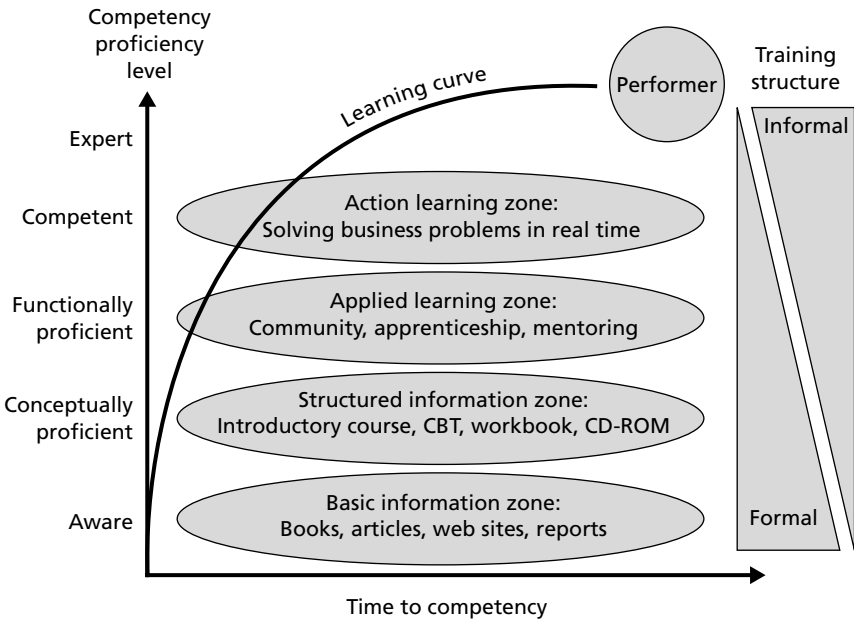 Competency
proficiency
level
Learning curve
Performer
Training
structure
Informal
Expert
Competent
Action learning zone:
Solving business problems in real time
Functionally
proficient
Applied learning zone:
Community, apprenticeship, mentoring
Conceptually
proficient
Structured information zone:
Introductory course, CBT, workbook, CD-ROM
Aware
Basic information zone:
Books, articles, web sites, reports
Formal
Time to competency